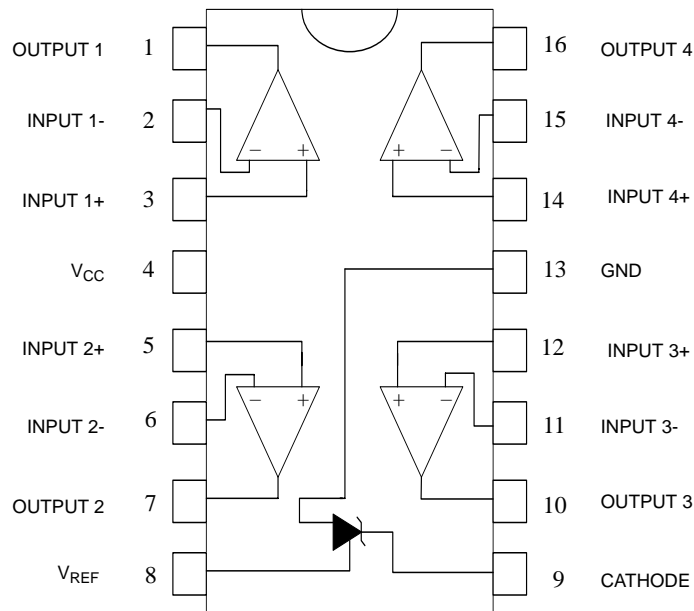 OUTPUT 1 1 16 OUTPUT 4
INPUT 1- 2 15 INPUT 4-
- + + -
INPUT 1+ 3 14 INPUT 4+
VCC 4 13 GND
INPUT 2+ 5 12 INPUT 3+
- + + -
INPUT 2- 6 11 INPUT 3-
OUTPUT 2 7 10 OUTPUT 3
VREF 8 9 CATHODE